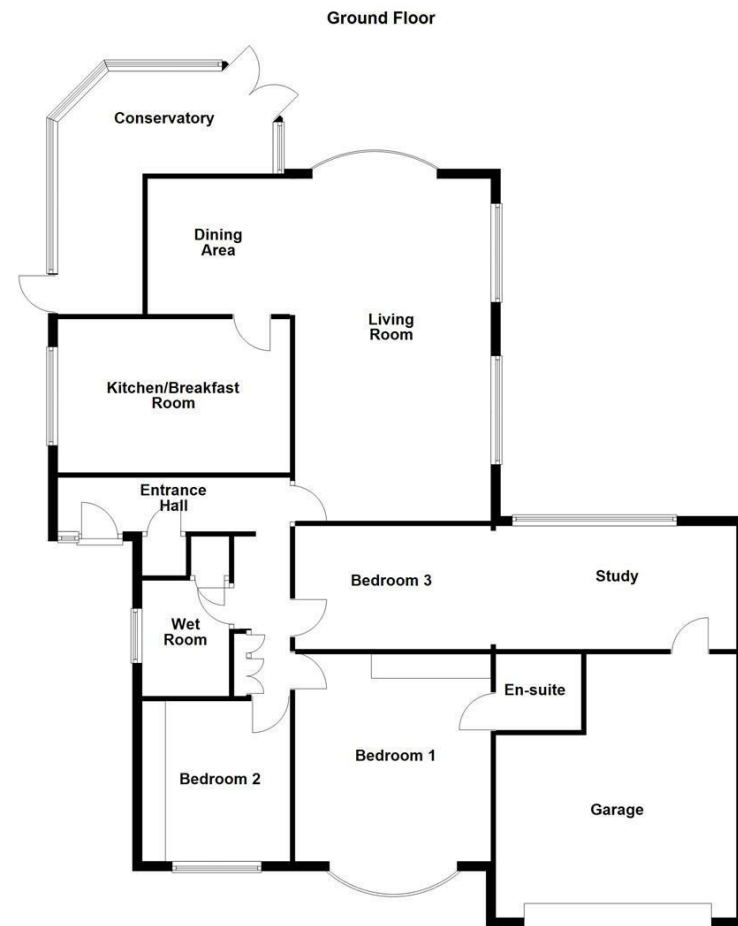 Ground Floor
Conservatory
Dining
Area
Living
Room
Kitchen/Breakfast
Room
Entrance
Hall
Bedroom 3
Study
Wet
Room
En-suite
Bedroom 2
Bedroom 1
Garage